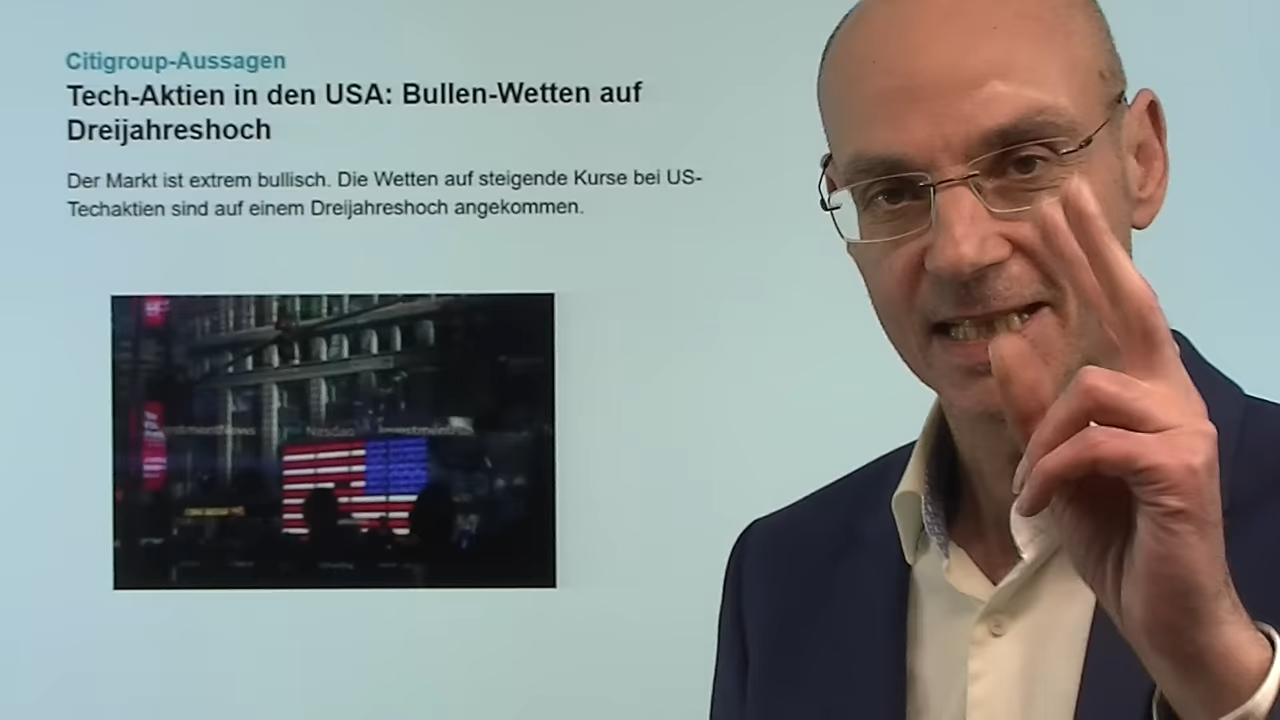 Citigroup-Aussagen
Tech-Aktien in den USA: Bullen-Wetten auf
Dreijahreshoch
Der Markt ist extrem bullisch. Die Wetten auf steigende Kurse bei US-
Techaktien sind auf einem Dreijahreshoch angekommen.
Nasdaq